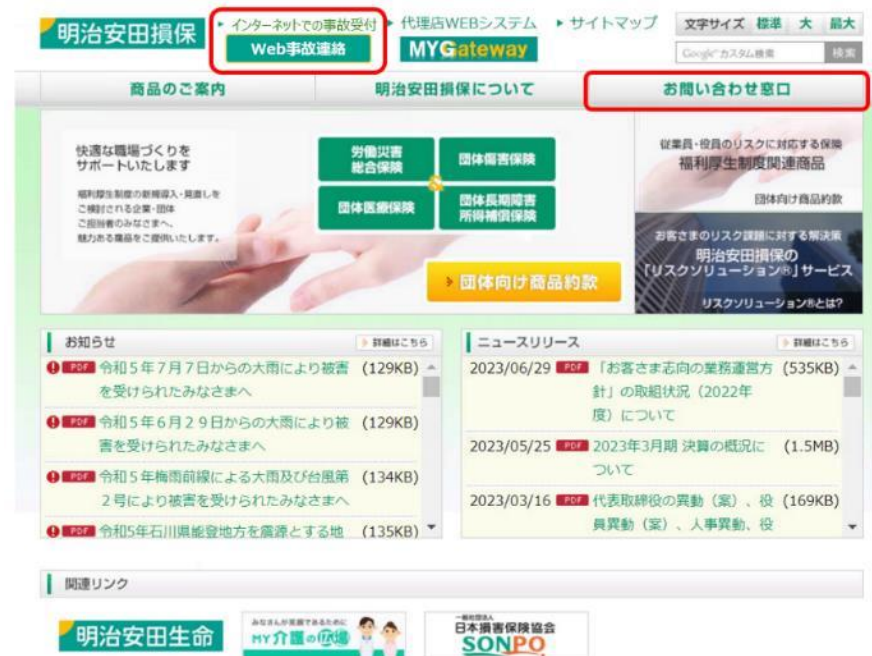 明治安田損保
インターネットでの事故受付
Web事故連絡
代理店WEBシステム
MYGateway
サイトマップ
文字サイズ 標準 大 最大
Google カスタム検索 検索
商品のご案内
明治安田損保について
お問い合わせ窓口
快適な職場づくりを
サポートいたします
福利厚生制度の新規導入・見直しを
ご検討される企業・団体
ご担当者のみなさまへ、
魅力ある商品をご提供いたします。
労働災害
総合保険
団体傷害保険
&
団体医療保険
団体長期障害
所得補償保険
団体向け商品約款
従業員・役員のリスクに対応する保険
福利厚生制度関連商品
団体向け商品約款
お客さまのリスク課題に対する解決策
明治安田損保の
「リスクソリューション®」サービス
リスクソリューション®とは?
お知らせ
詳細はこちら
PDF 令和5年7月7日からの大雨により被害 (129KB)
を受けられたみなさまへ
PDF 令和5年6月29日からの大雨により被 (129KB)
害を受けられたみなさまへ
PDF 令和5年梅雨前線による大雨及び台風第 (134KB)
2号により被害を受けられたみなさまへ
PDF 令和5年石川県能登地方を震源とする地 (135KB)
ニュースリリース
詳細はこちら
2023/06/29 PDF 「お客さま志向の業務運営方 (535KB)
針」の取組状況(2022年
度)について
2023/05/25 PDF 2023年3月期 決算の概況に (1.5MB)
ついて
2023/03/16 PDF 代表取締役の異動(案)、役 (169KB)
員異動(案)、人事異動、役
関連リンク
明治安田生命
みなさんが笑顔であるために
MY介護の広場
一般社団法人
日本損害保険協会
SONPO